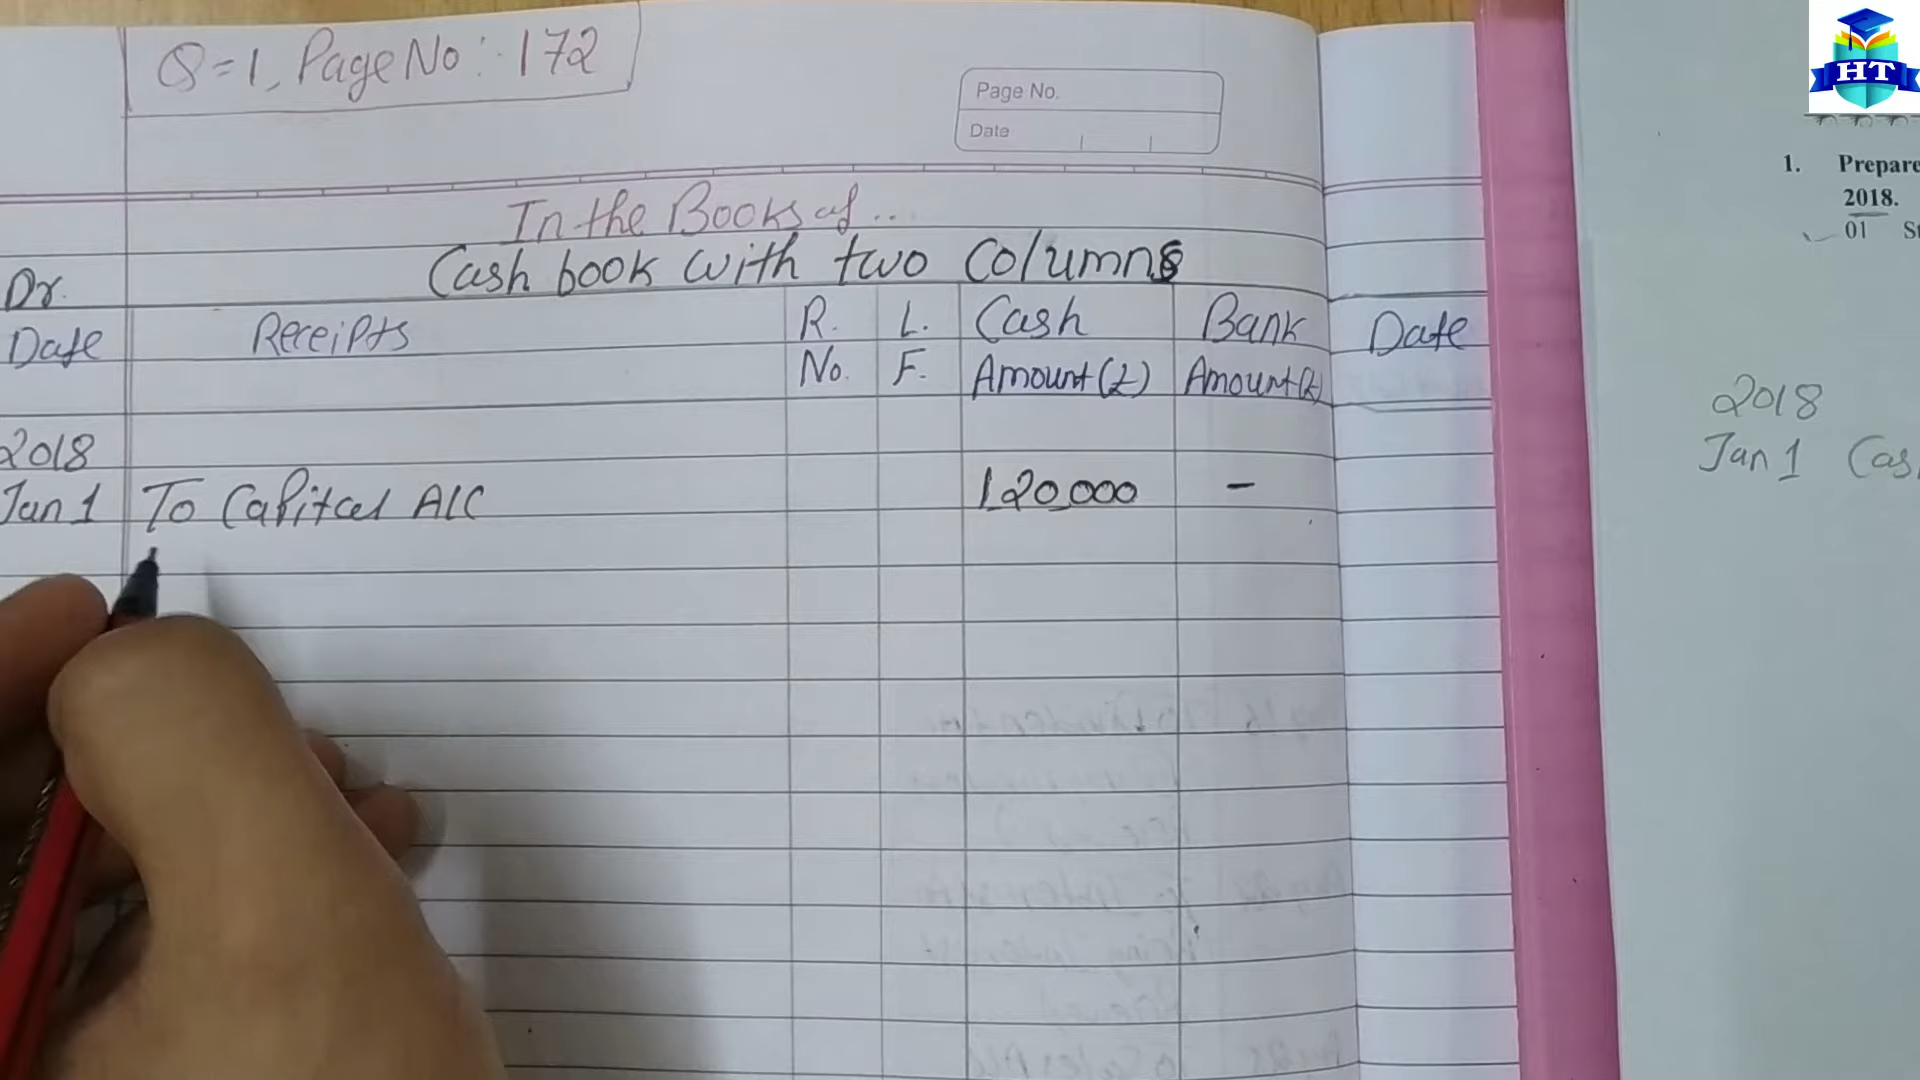 Q=1, Page No: 172
HT
Page No.
Date
1. Prepare
2018.
01 St
In the Books of ...
Cash book with two Columns
Dr.
Date Receipts R. L. Cash Bank Date
No. F. Amount(₹) Amount(₹)
2018
Jan 1 To Capital A/C 1,20,000 -
2018
Jan 1 Cas